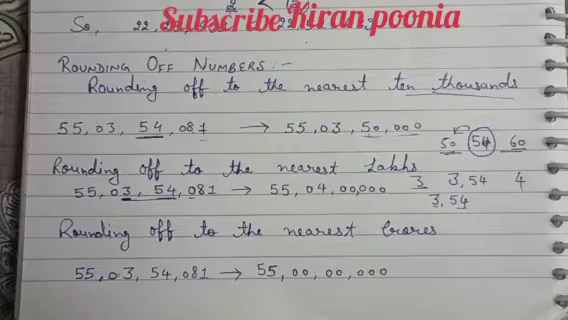 Subscribe Kiran poonia
So, 22,
ROUNDING OFF NUMBERS :-
Rounding off to the nearest ten thousands
55,03,54,081 → 55,03,50,000
50 54 60
Rounding off to the nearest Lakhs
55,03,54,081 → 55,04,00,000
3 3,54 4
3,54
Rounding off to the nearest Crores
55,03,54,081 → 55,00,00,000